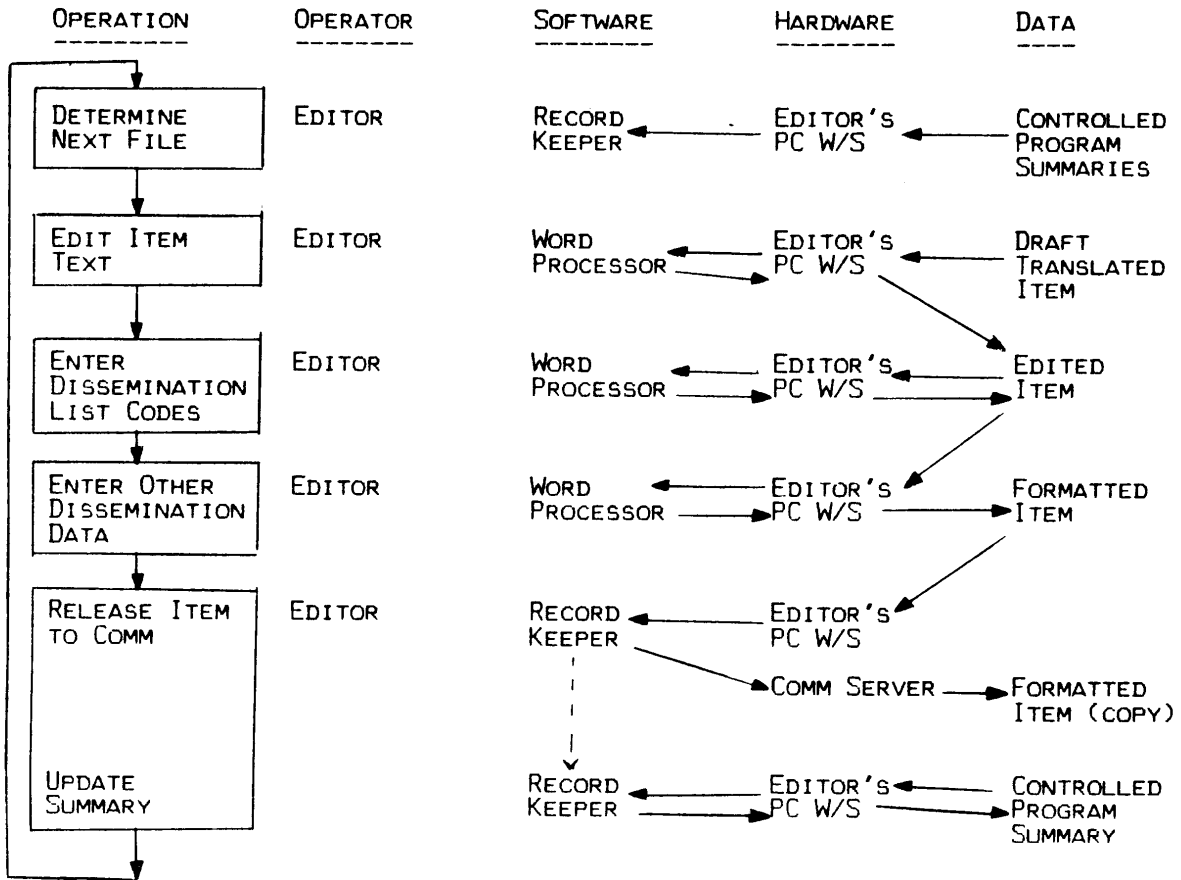 OPERATION OPERATOR SOFTWARE HARDWARE DATA
DETERMINE
NEXT FILE
EDITOR
RECORD
KEEPER
EDITOR'S
PC W/S
CONTROLLED
PROGRAM
SUMMARIES
EDIT ITEM
TEXT
EDITOR
WORD
PROCESSOR
EDITOR'S
PC W/S
DRAFT
TRANSLATED
ITEM
ENTER
DISSEMINATION
LIST CODES
EDITOR
WORD
PROCESSOR
EDITOR'S
PC W/S
EDITED
ITEM
ENTER OTHER
DISSEMINATION
DATA
EDITOR
WORD
PROCESSOR
EDITOR'S
PC W/S
FORMATTED
ITEM
RELEASE ITEM
TO COMM
EDITOR
RECORD
KEEPER
EDITOR'S
PC W/S
COMM SERVER
FORMATTED
ITEM (COPY)
UPDATE
SUMMARY
RECORD
KEEPER
EDITOR'S
PC W/S
CONTROLLED
PROGRAM
SUMMARY